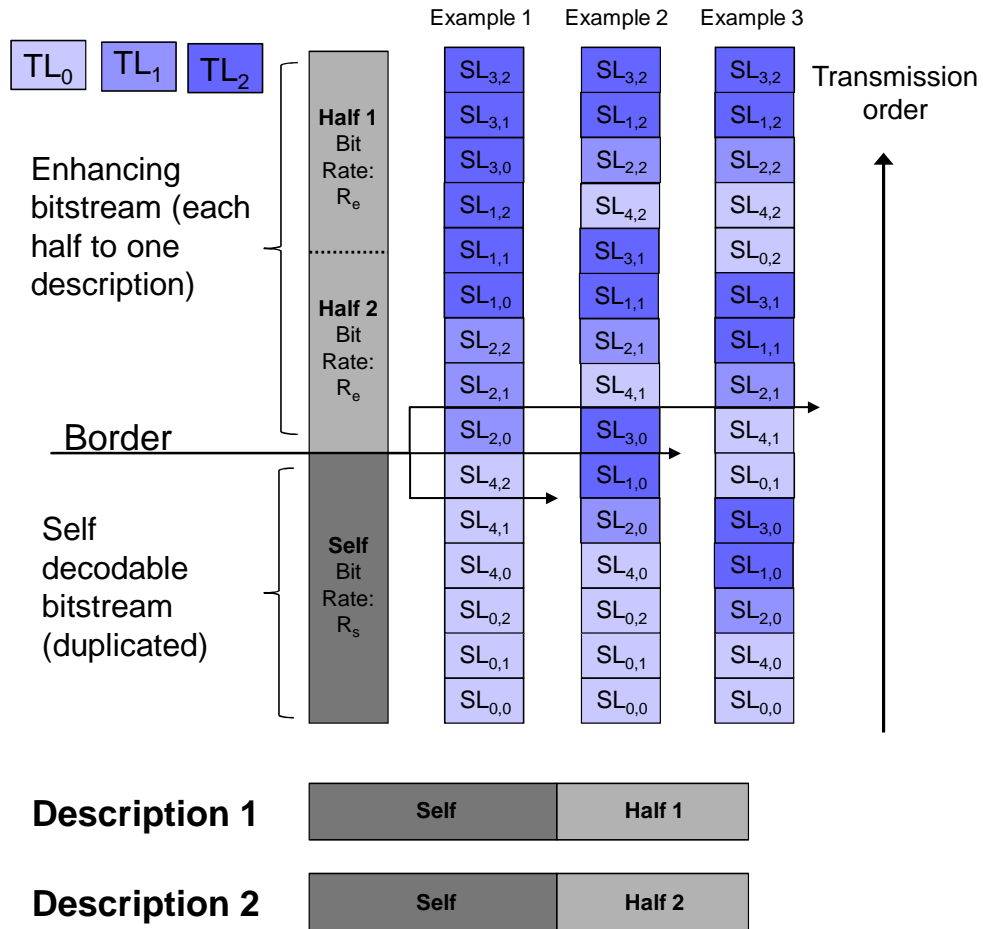 Example 1 Example 2 Example 3
TL0 TL1 TL2
Transmission
order
Enhancing
bitstream (each
half to one
description)
Half 1
Bit
Rate:
Re
Half 2
Bit
Rate:
Re
Border
Self
decodable
bitstream
(duplicated)
Self
Bit
Rate:
Rs
SL3,2 SL3,2 SL3,2
SL3,1 SL1,2 SL1,2
SL3,0 SL2,2 SL2,2
SL1,2 SL4,2 SL4,2
SL1,1 SL3,1 SL0,2
SL1,0 SL1,1 SL3,1
SL2,2 SL2,1 SL1,1
SL2,1 SL4,1 SL2,1
SL2,0 SL3,0 SL4,1
SL4,2 SL1,0 SL0,1
SL4,1 SL2,0 SL3,0
SL4,0 SL4,0 SL1,0
SL0,2 SL0,2 SL2,0
SL0,1 SL0,1 SL4,0
SL0,0 SL0,0 SL0,0
Description 1 Self Half 1
Description 2 Self Half 2